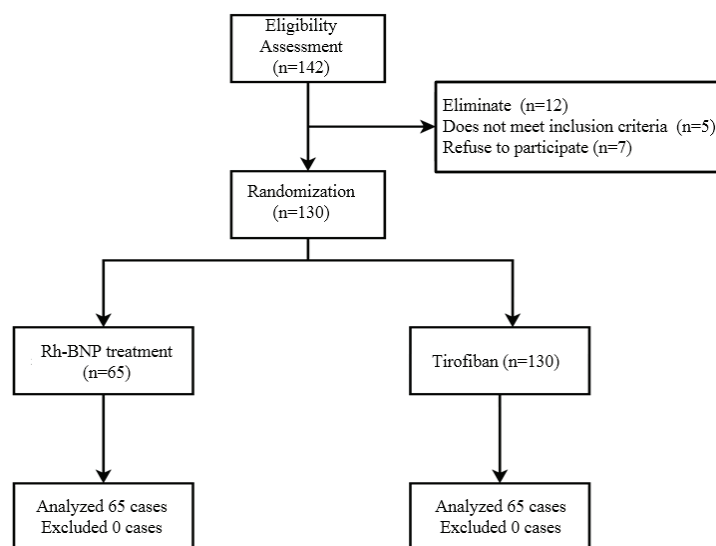 Eligibility
Assessment
(n=142)
Eliminate (n=12)
Does not meet inclusion criteria (n=5)
Refuse to participate (n=7)
Randomization
(n=130)
Rh-BNP treatment
(n=65)
Tirofiban (n=130)
Analyzed 65 cases
Excluded 0 cases
Analyzed 65 cases
Excluded 0 cases